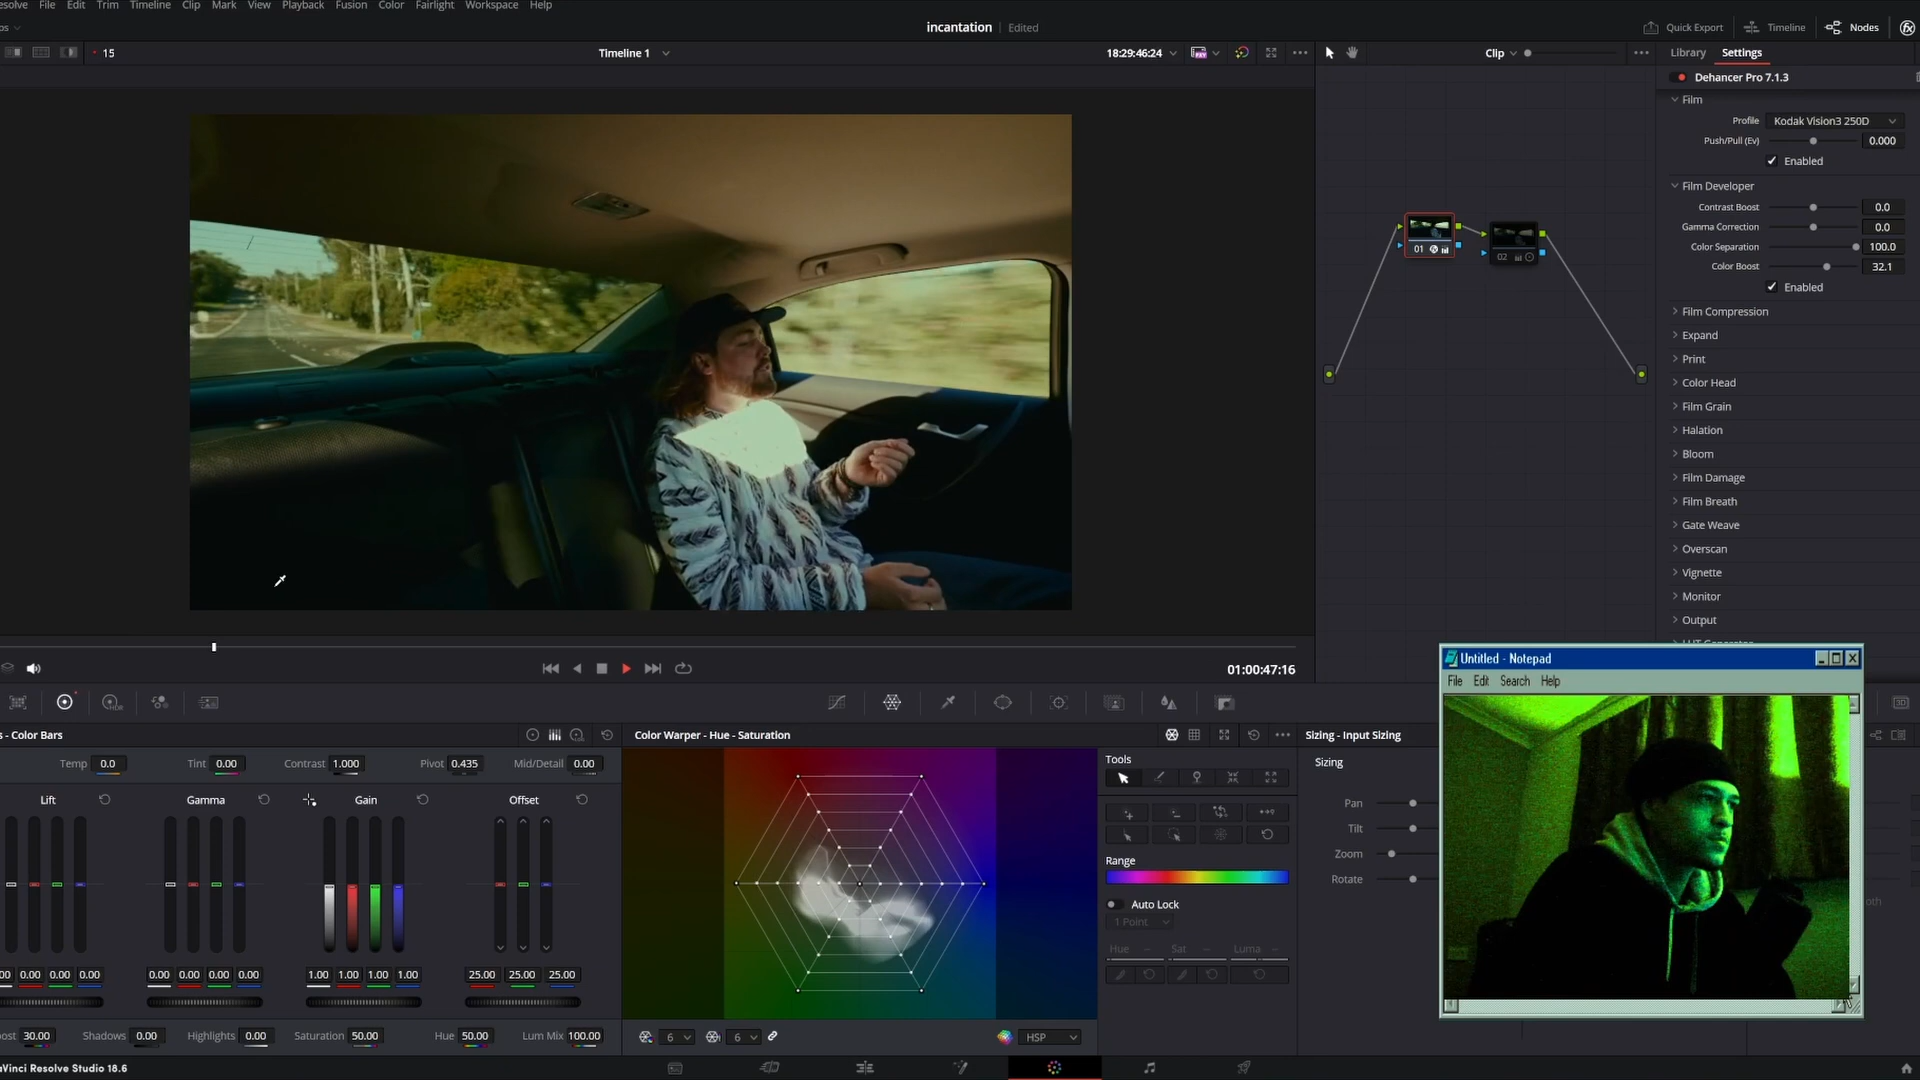 File Edit Trim Timeline Clip Mark View Playback Fusion Color Fairlight Workspace Help
incantation Edited
Quick Export Timeline Nodes
15 Timeline 1 18:29:46:24 Clip Library Settings
Dehancer Pro 7.1.3
Film
Profile Kodak Vision3 250D
Push/Pull (Ev) 0.000
Enabled
Film Developer
Contrast Boost 0.0
Gamma Correction 0.0
Color Separation 100.0
Color Boost 32.1
Enabled
Film Compression
Expand
Print
Color Head
Film Grain
Halation
Bloom
Film Damage
Film Breath
Gate Weave
Overscan
Vignette
Monitor
Output
01 02
01:00:47:16
Untitled - Notepad
File Edit Search Help
- Color Bars
Temp 0.0 Tint 0.00 Contrast 1.000 Pivot 0.435 Mid/Detail 0.00
Lift Gamma Gain Offset
0.00 0.00 0.00
0.00 0.00 0.00 0.00
1.00 1.00 1.00 1.00
25.00 25.00 25.00
30.00 Shadows 0.00 Highlights 0.00 Saturation 50.00 Hue 50.00 Lum Mix 100.00
Color Warper - Hue - Saturation
Tools
Range
Auto Lock
1 Point
Hue Sat Luma
6 6 HSP
Sizing - Input Sizing
Sizing
Pan
Tilt
Zoom
Rotate
3D
HDR
aVinci Resolve Studio 18.6